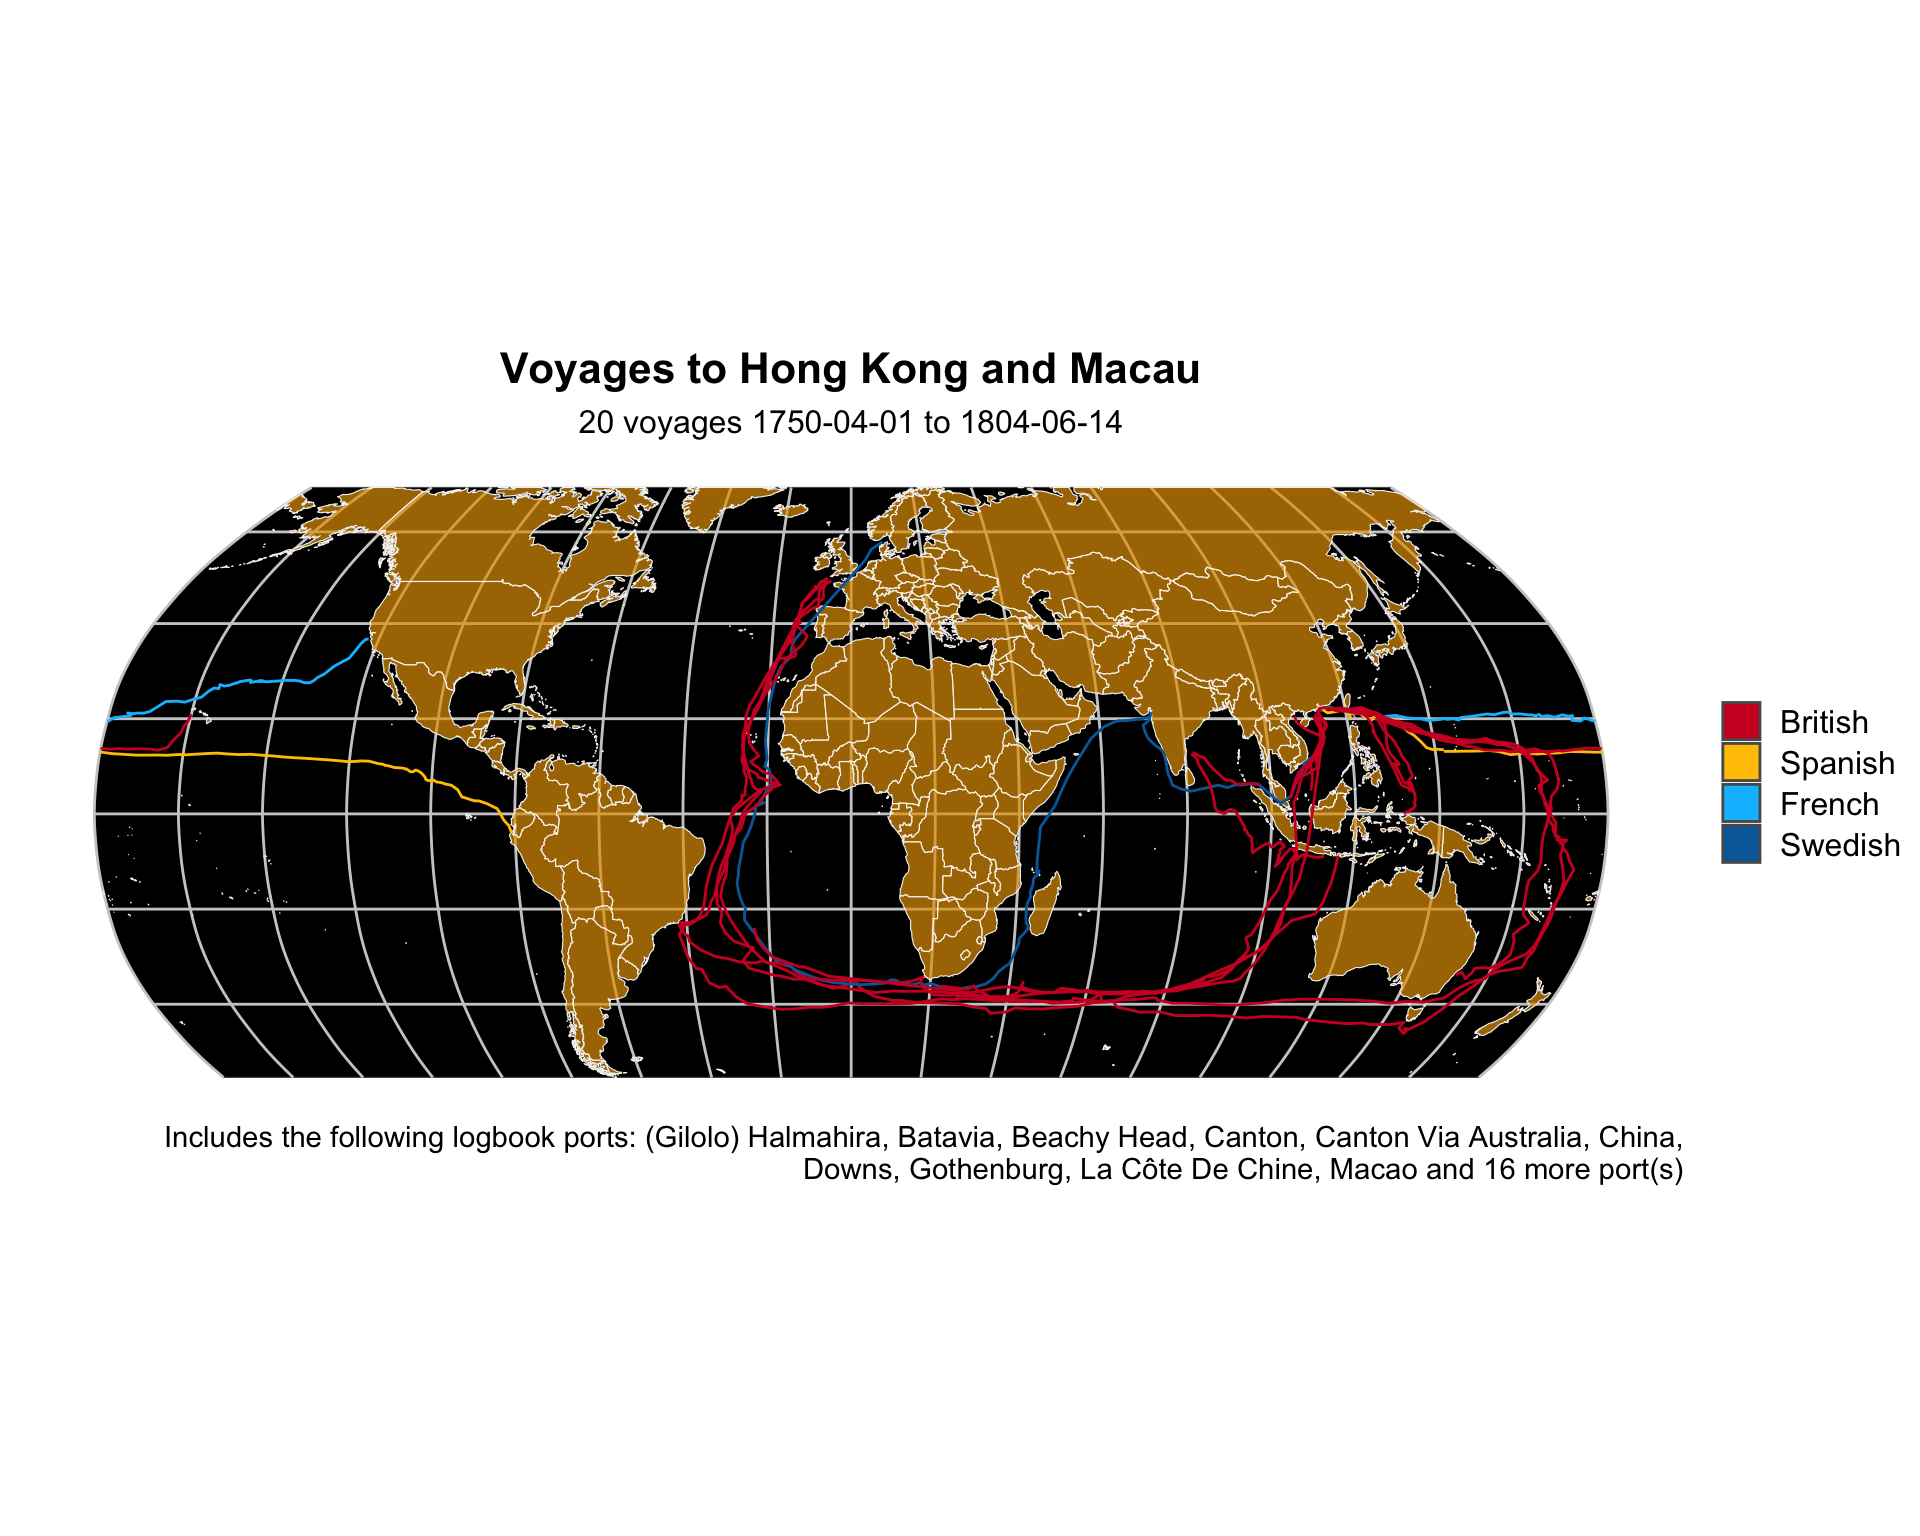 Voyages to Hong Kong and Macau
20 voyages 1750-04-01 to 1804-06-14
British
Spanish
French
Swedish
Includes the following logbook ports: (Gilolo) Halmahira, Batavia, Beachy Head, Canton, Canton Via Australia, China,
Downs, Gothenburg, La Côte De Chine, Macao and 16 more port(s)